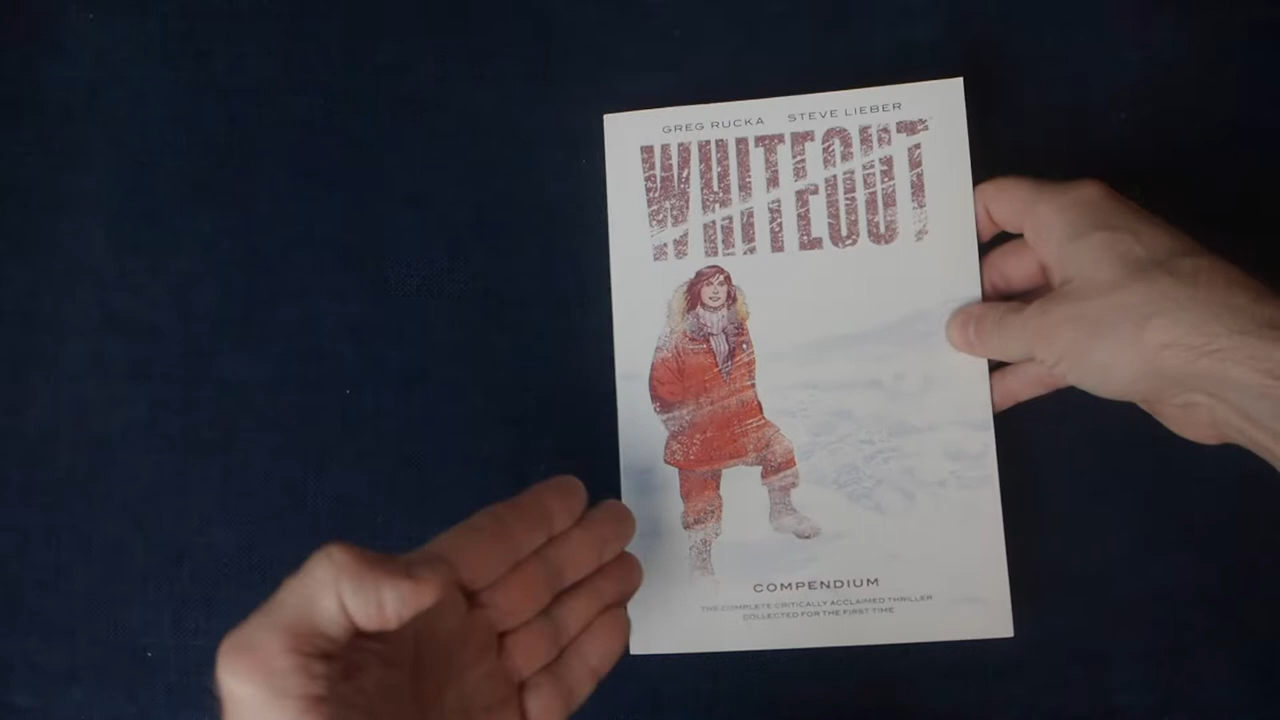 GREG RUCKA STEVE LIEBER
WHITEOUT
COMPENDIUM
THE COMPLETE CRITICALLY ACCLAIMED THRILLER
COLLECTED FOR THE FIRST TIME